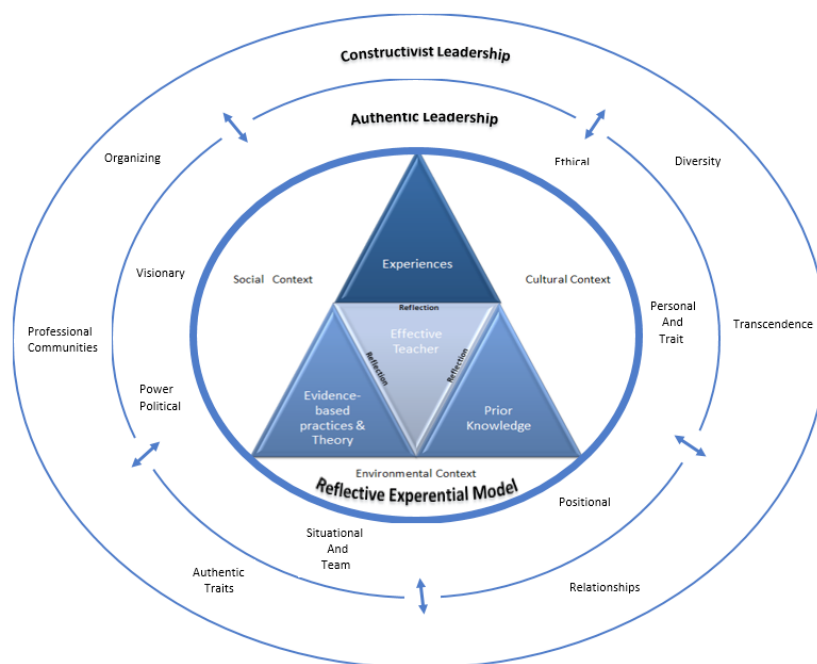 Constructivist Leadership
Authentic Leadership
Organizing
Ethical
Diversity
Experiences
Visionary
Social Context
Cultural Context
Reflection
Professional
Communities
Effective
Teacher
Personal
And
Trait
Transcendence
Reflection
Reflection
Power
Political
Evidence-
based
practices &
Theory
Prior
Knowledge
Environmental Context
Reflective Experental Model
Positional
Situational
And
Team
Authentic
Traits
Relationships